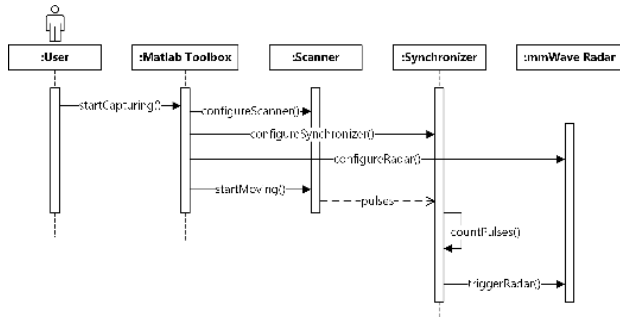 :User
:Matlab Toolbox
:Scanner
:Synchronizer
:mmWave Radar
startCapturing()
configureScanner()
configureSynchronizer()
configureRadar()
startMoving()
pulses
countPulses()
triggerRadar()